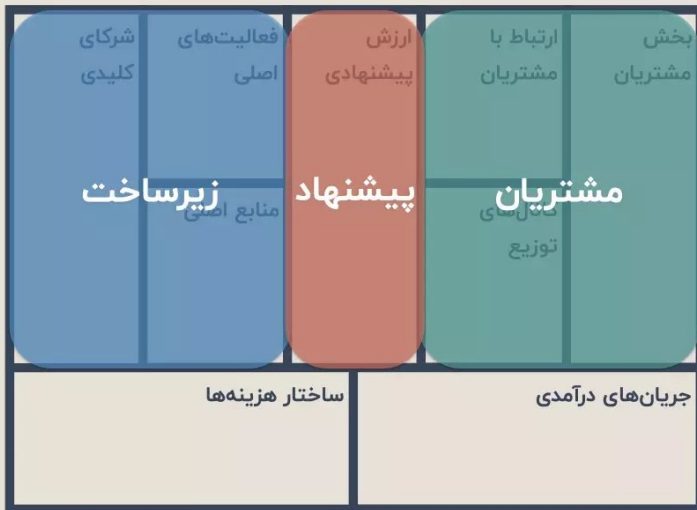 بخش
مشتریان
ارتباط با
مشتریان
کانال‌های
توزیع
مشتریان
ارزش
پیشنهادی
پیشنهاد
فعالیت‌های
اصلی
منابع اصلی
شرکای
کلیدی
زیرساخت
جریان‌های درآمدی
ساختار هزینه‌ها